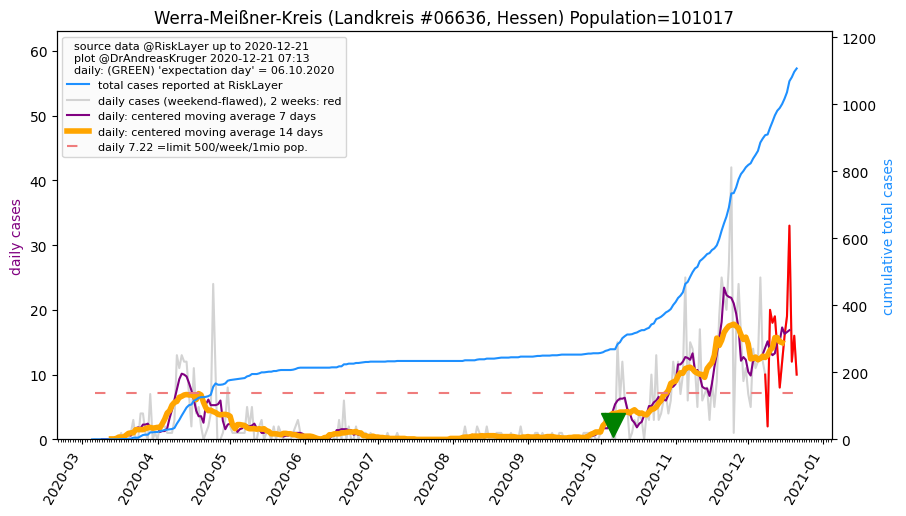 Werra-Meißner-Kreis (Landkreis #06636, Hessen) Population=101017
source data @RiskLayer up to 2020-12-21
plot @DrAndreasKruger 2020-12-21 07:13
daily: (GREEN) 'expectation day' = 06.10.2020
total cases reported at RiskLayer
daily cases (weekend-flawed), 2 weeks: red
daily: centered moving average 7 days
daily: centered moving average 14 days
daily 7.22 =limit 500/week/1mio pop.
daily cases
60
50
40
30
20
10
0
cumulative total cases
1200
1000
800
600
400
200
0
2020-03
2020-04
2020-05
2020-06
2020-07
2020-08
2020-09
2020-10
2020-11
2020-12
2021-01